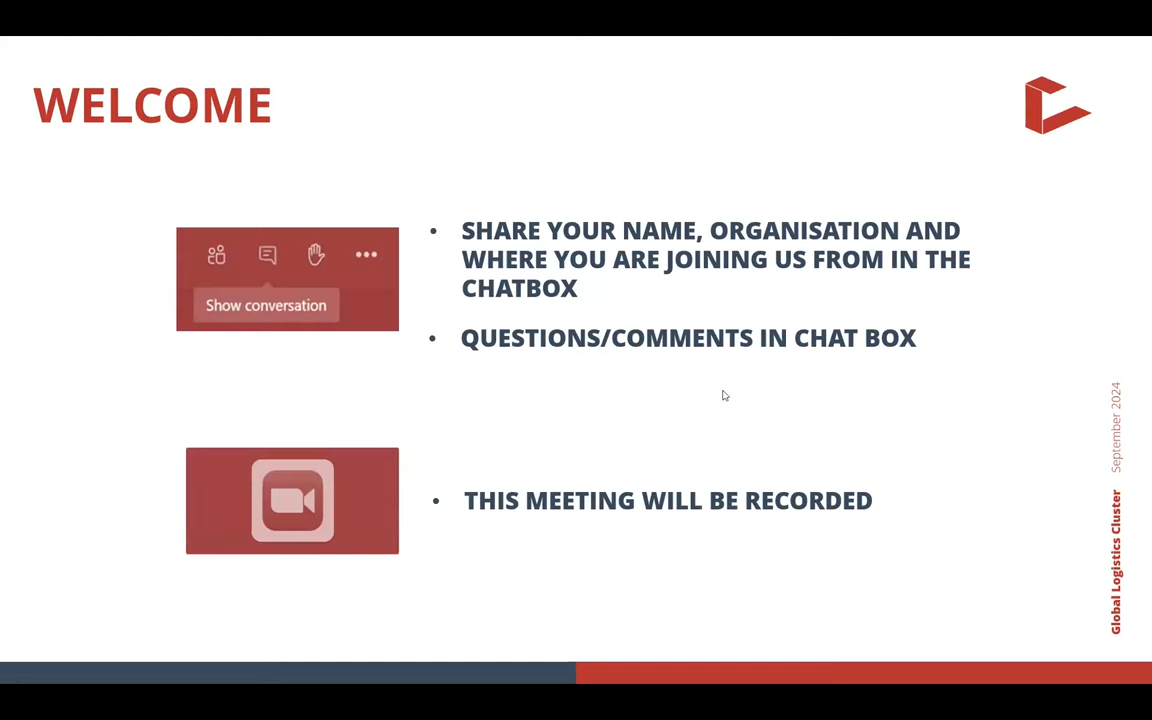 WELCOME
• SHARE YOUR NAME, ORGANISATION AND
WHERE YOU ARE JOINING US FROM IN THE
CHATBOX
Show conversation
• QUESTIONS/COMMENTS IN CHAT BOX
• THIS MEETING WILL BE RECORDED
Global Logistics Cluster September 2024